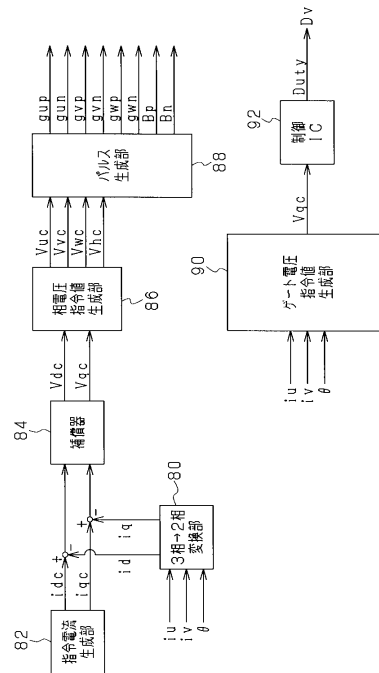 82
指令電流
生成部
idc
iqc
+
-
+
-
id
iq
80
3相→2相
変換部
iu
iv
θ
84
補償器
Vdc
Vqc
86
相電圧
指令値
生成部
Vuc
Vvc
Vwc
Vhc
88
パルス
生成部
gup
gun
gvp
gvn
gwp
gwn
Bp
Bn
90
ゲート電圧
指令値
生成部
iu
iv
θ
Vgc
92
制御
IC
Duty
Dv